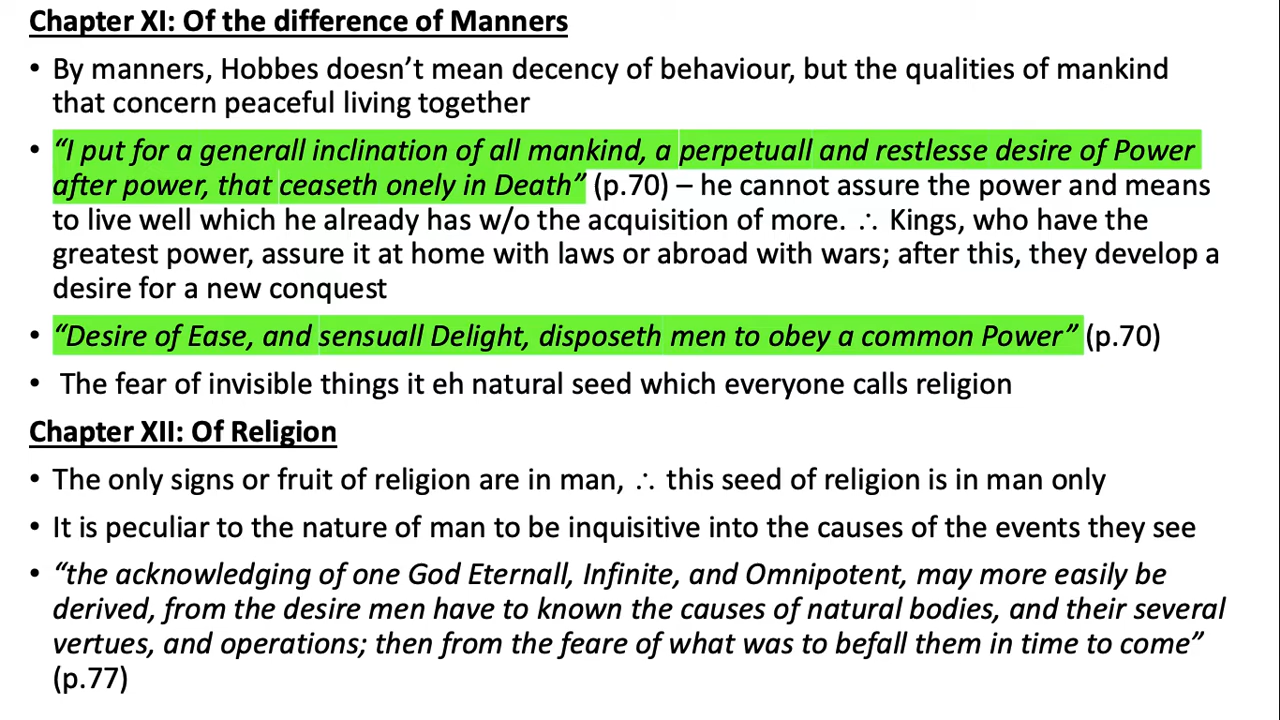 Chapter XI: Of the difference of Manners
• By manners, Hobbes doesn't mean decency of behaviour, but the qualities of mankind
that concern peaceful living together
• “I put for a generall inclination of all mankind, a perpetuall and restlesse desire of Power
after power, that ceaseth onely in Death” (p.70) – he cannot assure the power and means
to live well which he already has w/o the acquisition of more. ∴ Kings, who have the
greatest power, assure it at home with laws or abroad with wars; after this, they develop a
desire for a new conquest
• “Desire of Ease, and sensuall Delight, disposeth men to obey a common Power” (p.70)
• The fear of invisible things it eh natural seed which everyone calls religion
Chapter XII: Of Religion
• The only signs or fruit of religion are in man, ∴ this seed of religion is in man only
• It is peculiar to the nature of man to be inquisitive into the causes of the events they see
• “the acknowledging of one God Eternall, Infinite, and Omnipotent, may more easily be
derived, from the desire men have to known the causes of natural bodies, and their several
vertues, and operations; then from the feare of what was to befall them in time to come”
(p.77)